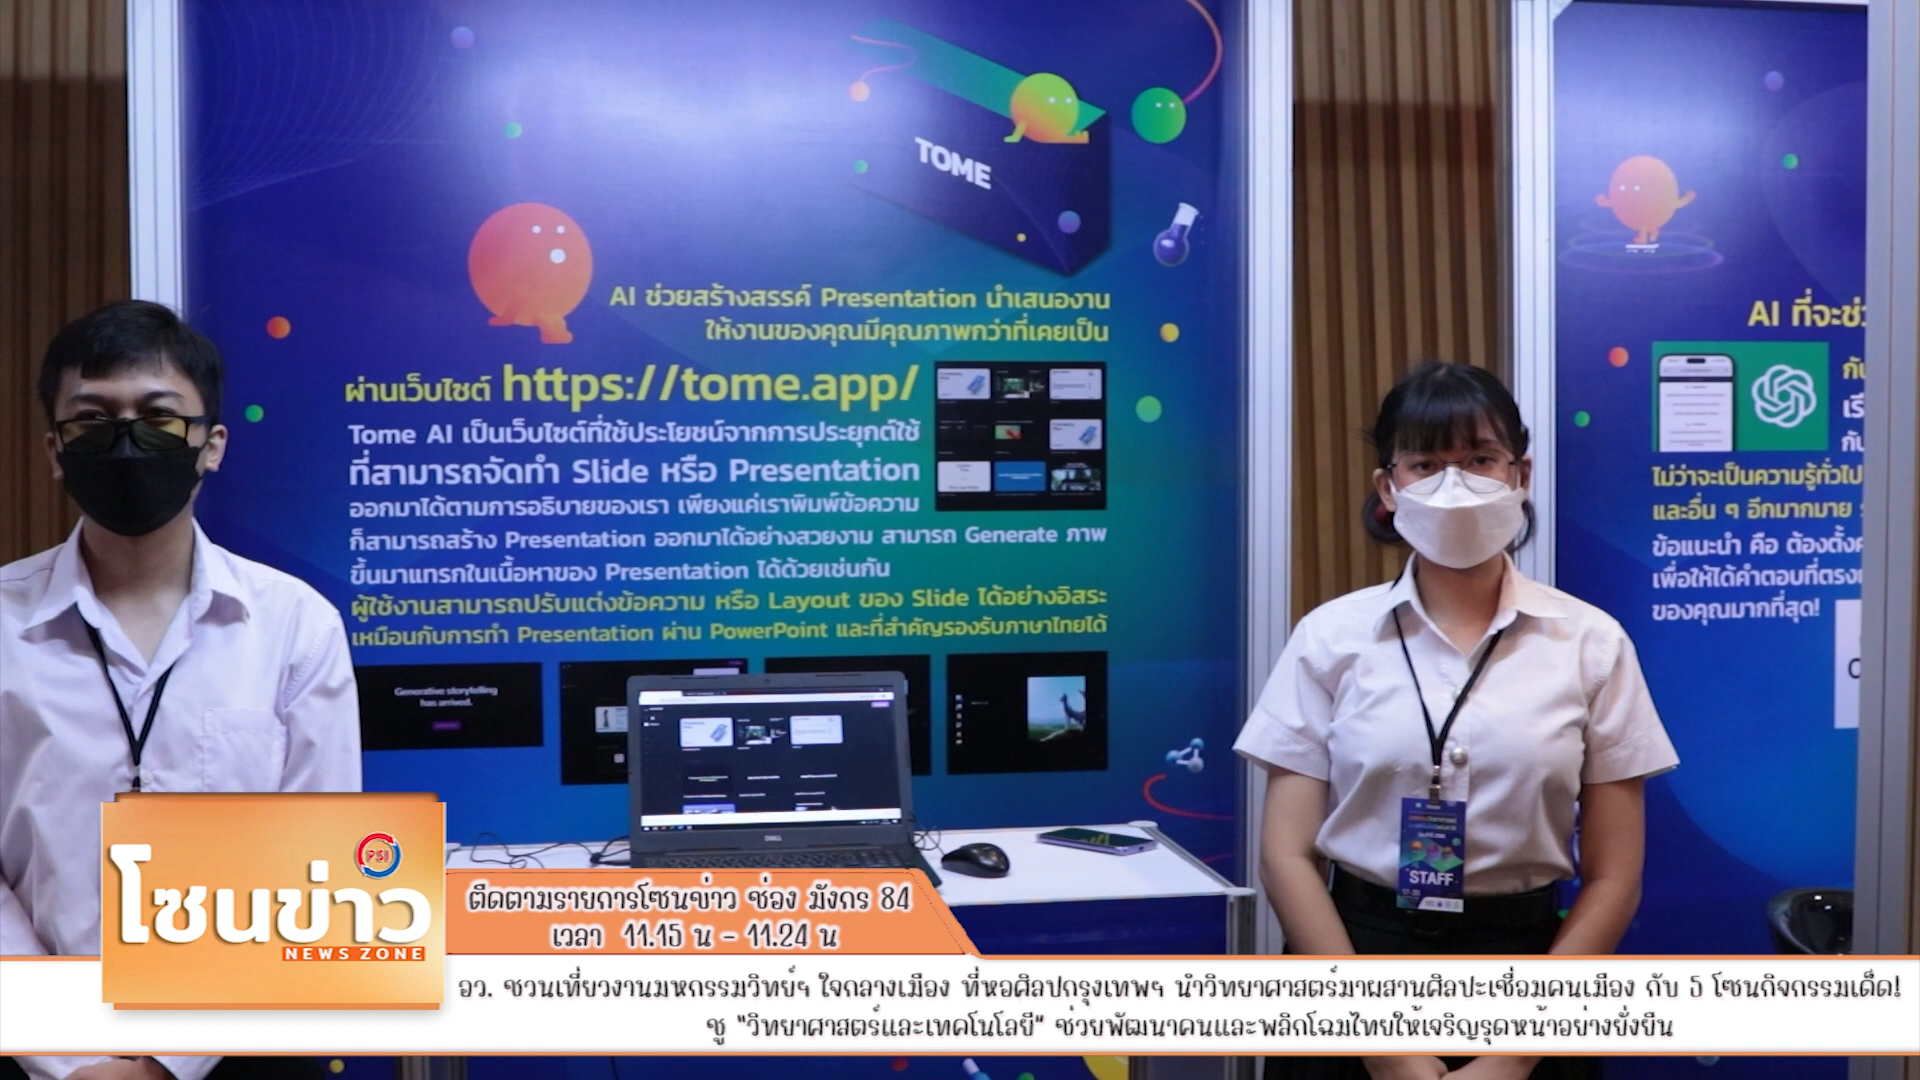 TOME
AI ช่วยสร้างสรรค์ Presentation นำเสนองาน
ให้งานของคุณมีคุณภาพกว่าที่เคยเป็น
ผ่านเว็บไซต์ https://tome.app/
Tome AI เป็นเว็บไซต์ที่ใช้ประโยชน์จากการประยุกต์ใช้
ที่สามารถจัดทำ Slide หรือ Presentation
ออกมาได้ตามการอธิบายของเรา เพียงแค่เราพิมพ์ข้อความ
ก็สามารถสร้าง Presentation ออกมาได้อย่างสวยงาม สามารถ Generate ภาพ
ขึ้นมาแทรกในเนื้อหาของ Presentation ได้ด้วยเช่นกัน
ผู้ใช้งานสามารถปรับแต่งข้อความ หรือ Layout ของ Slide ได้อย่างอิสระ
เหมือนกับการทำ Presentation ผ่าน PowerPoint และที่สำคัญรองรับภาษาไทยได้
Generative storytelling
has arrived.
DELL
AI ที่จะช่
ไม่ว่าจะเป็นความรู้ทั่วไป
และอื่น ๆ อีกมากมาย
ข้อแนะนำ คือ ต้องตั้ง
เพื่อให้ได้คำตอบที่ตรง
ของคุณมากที่สุด!
STAFF
PSI
โซนข่าว
NEWS ZONE
ติดตามรายการโซนข่าว ช่อง มังกร 84
เวลา 11.15 น - 11.24 น
อว. ชวนเที่ยวงานมหกรรมวิทย์ฯ ใจกลางเมือง ที่หอศิลปกรุงเทพฯ นำวิทยาศาสตร์มาผสานศิลปะเชื่อมคนเมือง กับ 5 โซนกิจกรรมเด็ด!
ชู "วิทยาศาสตร์และเทคโนโลยี" ช่วยพัฒนาคนและพลิกโฉมไทยให้เจริญรุดหน้าอย่างยั่งยืน